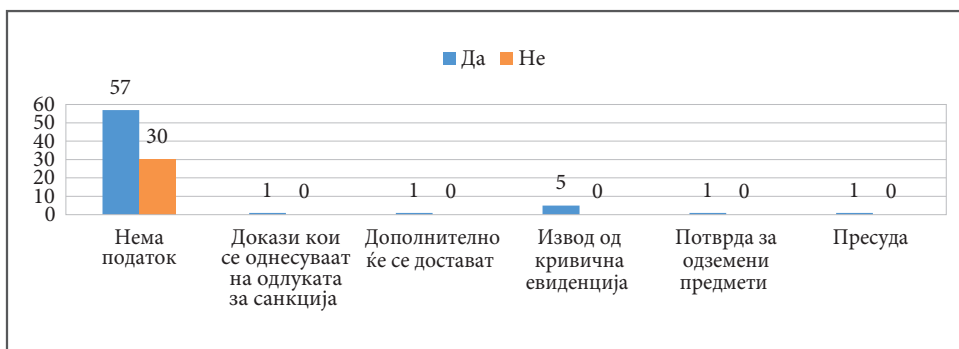 Да Не
57
30
1 0
1 0
5 0
1 0
1 0
60
50
40
30
20
10
0
Нема
податок
Докази кои
се однесуваат
на одлуката
за санкција
Дополнително
ќе се достават
Извод од
кривична
евиденција
Потврда за
одземени
предмети
Пресуда